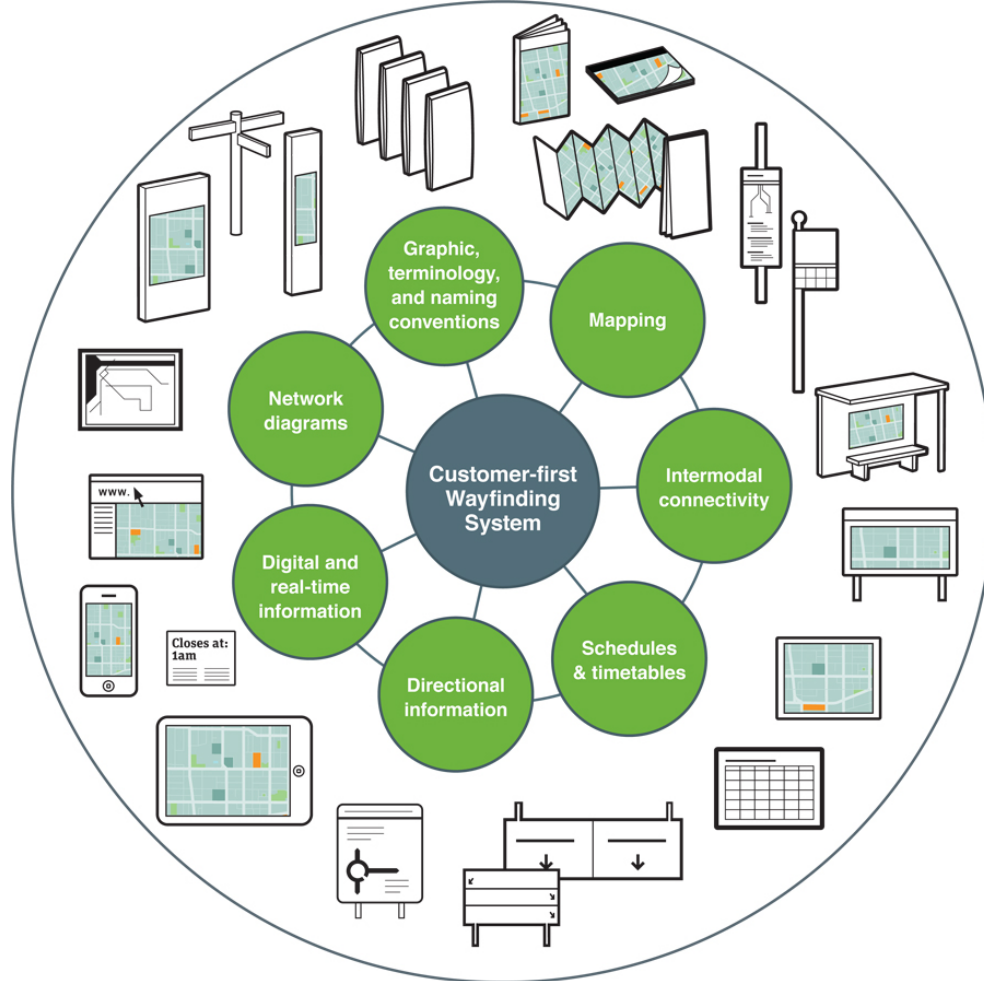 Graphic,
terminology,
and naming
conventions
Mapping
Network
diagrams
Customer-first
Wayfinding
System
Intermodal
connectivity
www.
Digital and
real-time
information
Closes at:
1am
Schedules
& timetables
Directional
information